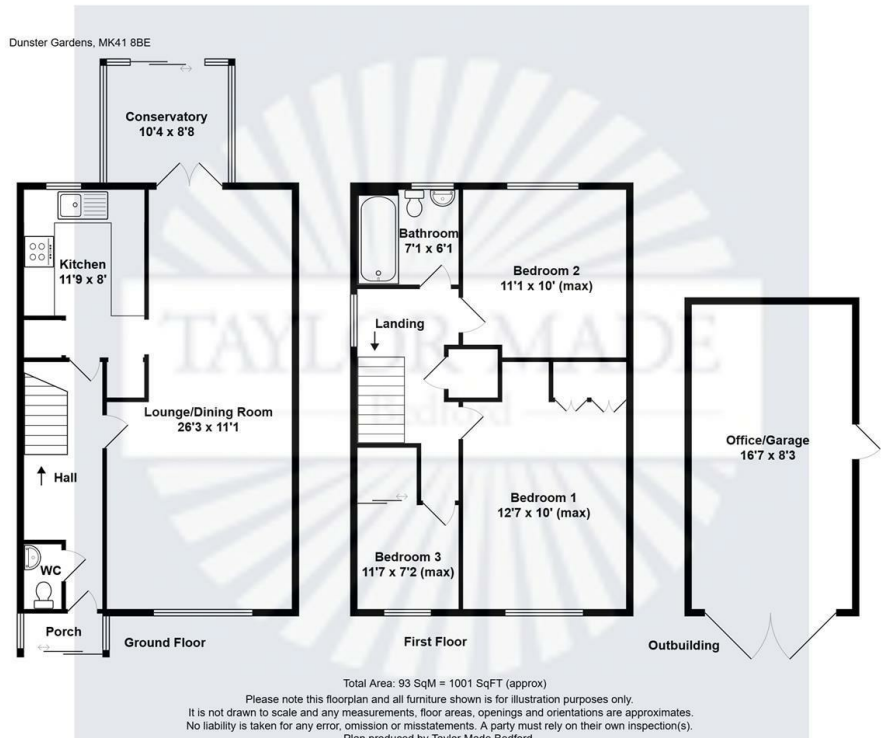 Dunster Gardens, MK41 8BE
Conservatory
10'4 x 8'8
Kitchen
11'9 x 8'
Lounge/Dining Room
26'3 x 11'1
Hall
WC
Porch
Ground Floor
Bathroom
7'1 x 6'1
Bedroom 2
11'1 x 10' (max)
Landing
Bedroom 1
12'7 x 10' (max)
Bedroom 3
11'7 x 7'2 (max)
First Floor
Office/Garage
16'7 x 8'3
Outbuilding
TAYLOR MADE
Bedford
Total Area: 93 SqM = 1001 SqFT (approx)
Please note this floorplan and all furniture shown is for illustration purposes only.
It is not drawn to scale and any measurements, floor areas, openings and orientations are approximates.
No liability is taken for any error, omission or misstatements. A party must rely on their own inspection(s).
Plan produced by Taylor Made Bedford